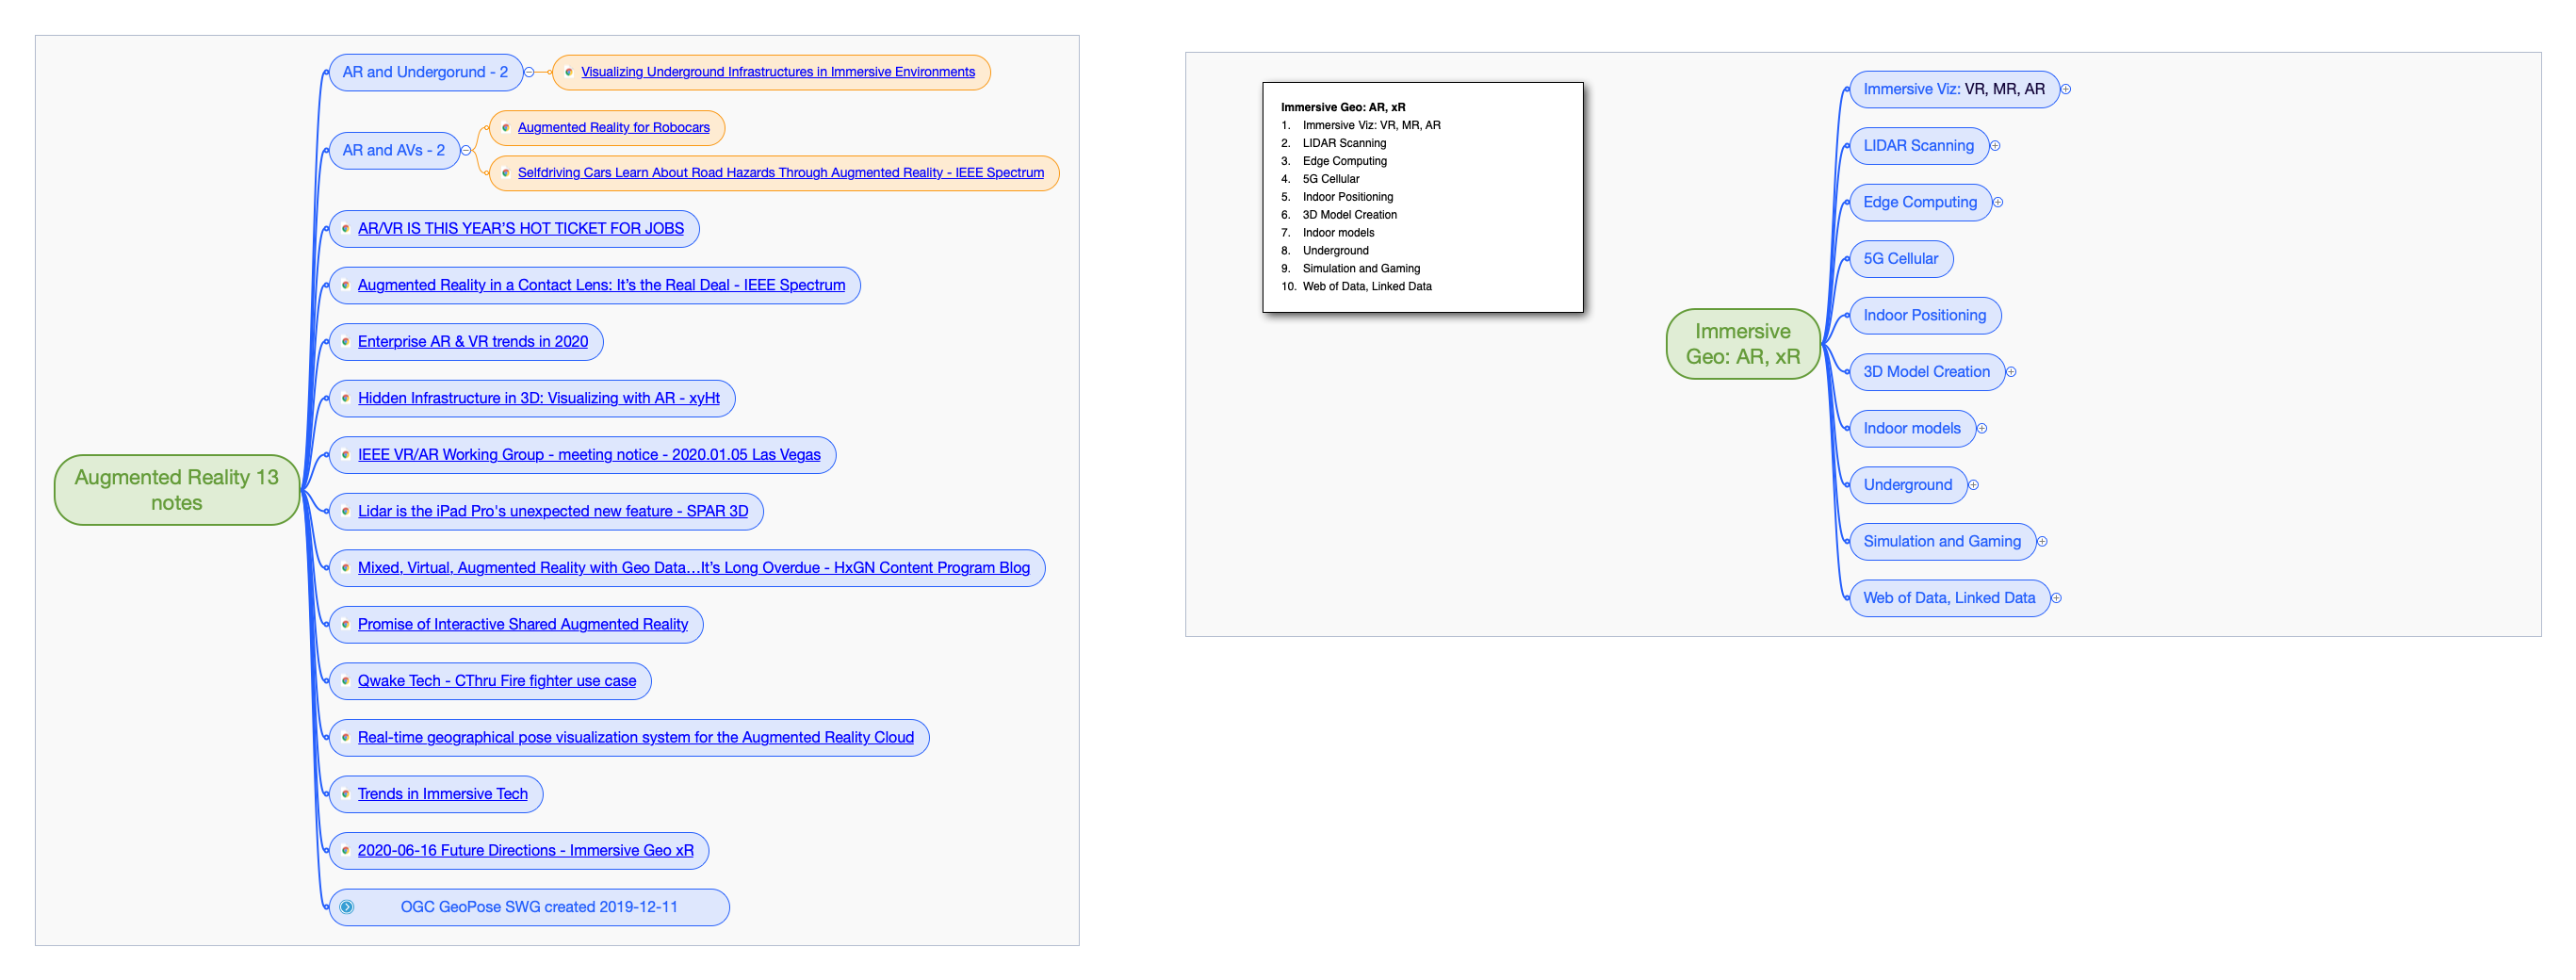 AR and Undergorund - 2
Visualizing Underground Infrastructures in Immersive Environments
AR and AVs - 2
Augmented Reality for Robocars
Selfdriving Cars Learn About Road Hazards Through Augmented Reality - IEEE Spectrum
AR/VR IS THIS YEAR’S HOT TICKET FOR JOBS
Augmented Reality in a Contact Lens: It’s the Real Deal - IEEE Spectrum
Enterprise AR & VR trends in 2020
Hidden Infrastructure in 3D: Visualizing with AR - xyHt
IEEE VR/AR Working Group - meeting notice - 2020.01.05 Las Vegas
Augmented Reality 13
notes
Lidar is the iPad Pro's unexpected new feature - SPAR 3D
Mixed, Virtual, Augmented Reality with Geo Data…It’s Long Overdue - HxGN Content Program Blog
Promise of Interactive Shared Augmented Reality
Qwake Tech - CThru Fire fighter use case
Real-time geographical pose visualization system for the Augmented Reality Cloud
Trends in Immersive Tech
2020-06-16 Future Directions - Immersive Geo xR
OGC GeoPose SWG created 2019-12-11
Immersive Geo: AR, xR
1. Immersive Viz: VR, MR, AR
2. LIDAR Scanning
3. Edge Computing
4. 5G Cellular
5. Indoor Positioning
6. 3D Model Creation
7. Indoor models
8. Underground
9. Simulation and Gaming
10. Web of Data, Linked Data
Immersive
Geo: AR, xR
Immersive Viz: VR, MR, AR
LIDAR Scanning
Edge Computing
5G Cellular
Indoor Positioning
3D Model Creation
Indoor models
Underground
Simulation and Gaming
Web of Data, Linked Data